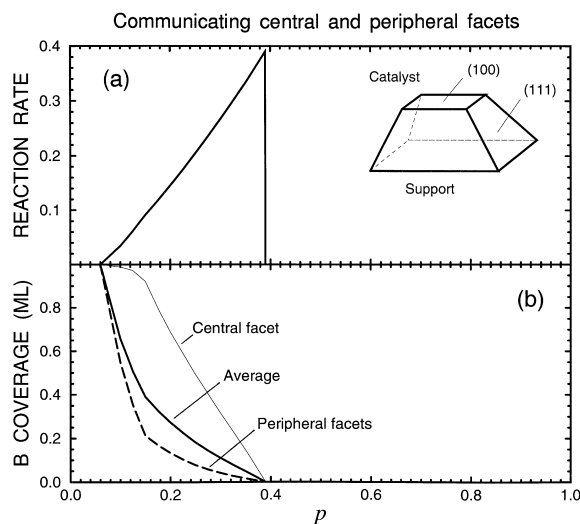 Communicating central and peripheral facets
REACTION RATE
0.4
0.3
0.2
0.1
(a)
Catalyst
(100)
(111)
Support
B COVERAGE (ML)
0.8
0.6
0.4
0.2
0.0
(b)
Central facet
Average
Peripheral facets
0.0 0.2 0.4 0.6 0.8 1.0
p